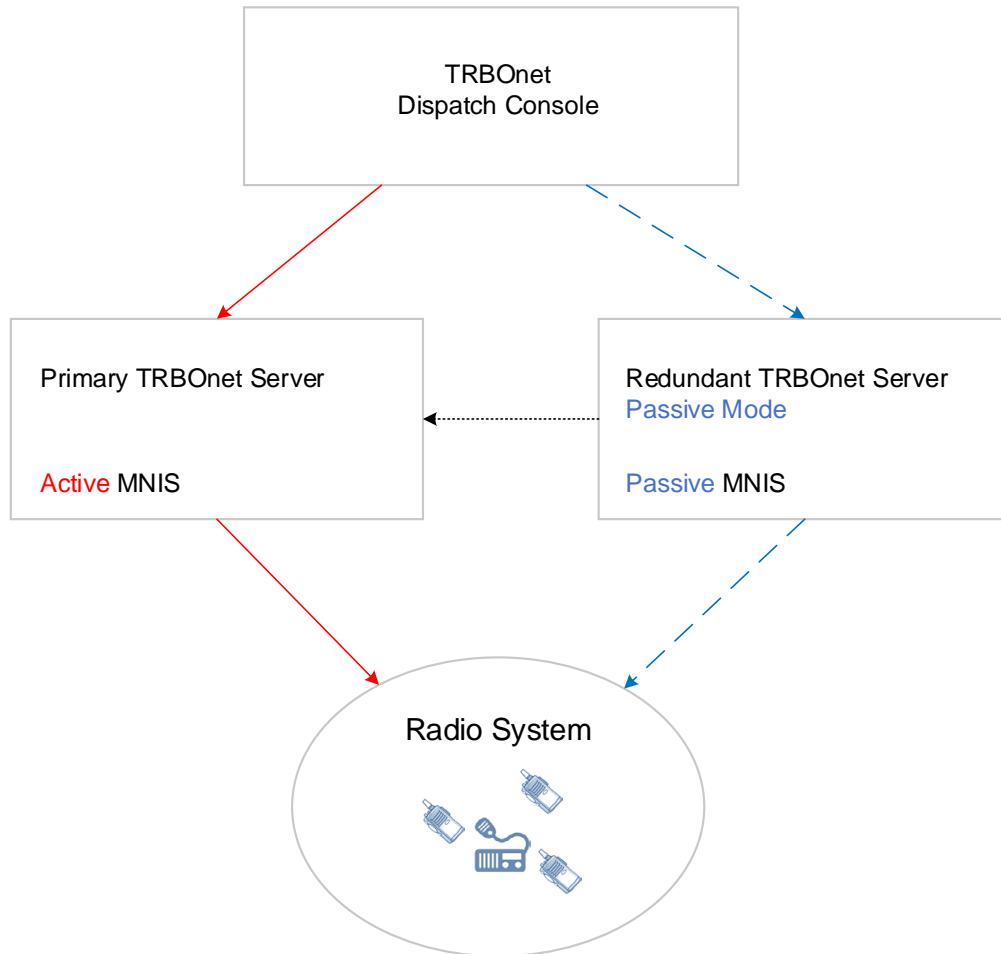 TRBOnet
Dispatch Console
Primary TRBOnet Server
Active MNIS
Redundant TRBOnet Server
Passive Mode
Passive MNIS
Radio System